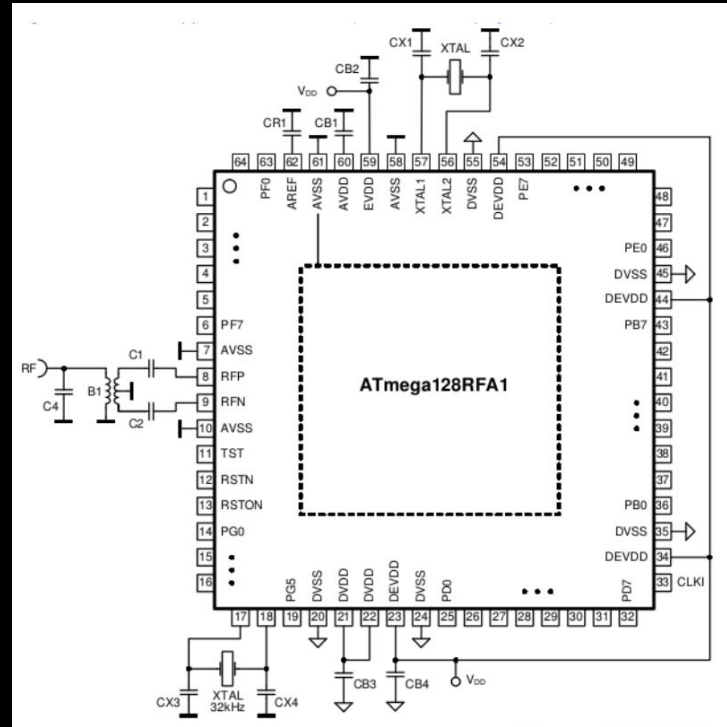 CX1 XTAL CX2
CB2
VDD
CR1 CB1
64 63 62 61 60 59 58 57 56 55 54 53 52 51 50 49
PF0 AREF AVSS AVDD EVDD AVSS XTAL1 XTAL2 DVSS DEVDD PE7
1 48
2 47
3 PE0 46
4 DVSS 45
5 DEVDD 44
6 PF7 PB7 43
7 AVSS 42
RF C1 8 RFP 41
B1 ATmega128RFA1
C4 9 RFN 40
C2 10 AVSS 39
11 TST 38
12 RSTN 37
13 RSTON PB0 36
14 PG0 DVSS 35
15 DEVDD 34
16 33 CLKI
PG5 DVSS DVDD DVDD DEVDD DVSS PD0 PD7
17 18 19 20 21 22 23 24 25 26 27 28 29 30 31 32
CX3 XTAL CX4 CB3 CB4 VDD
32kHz